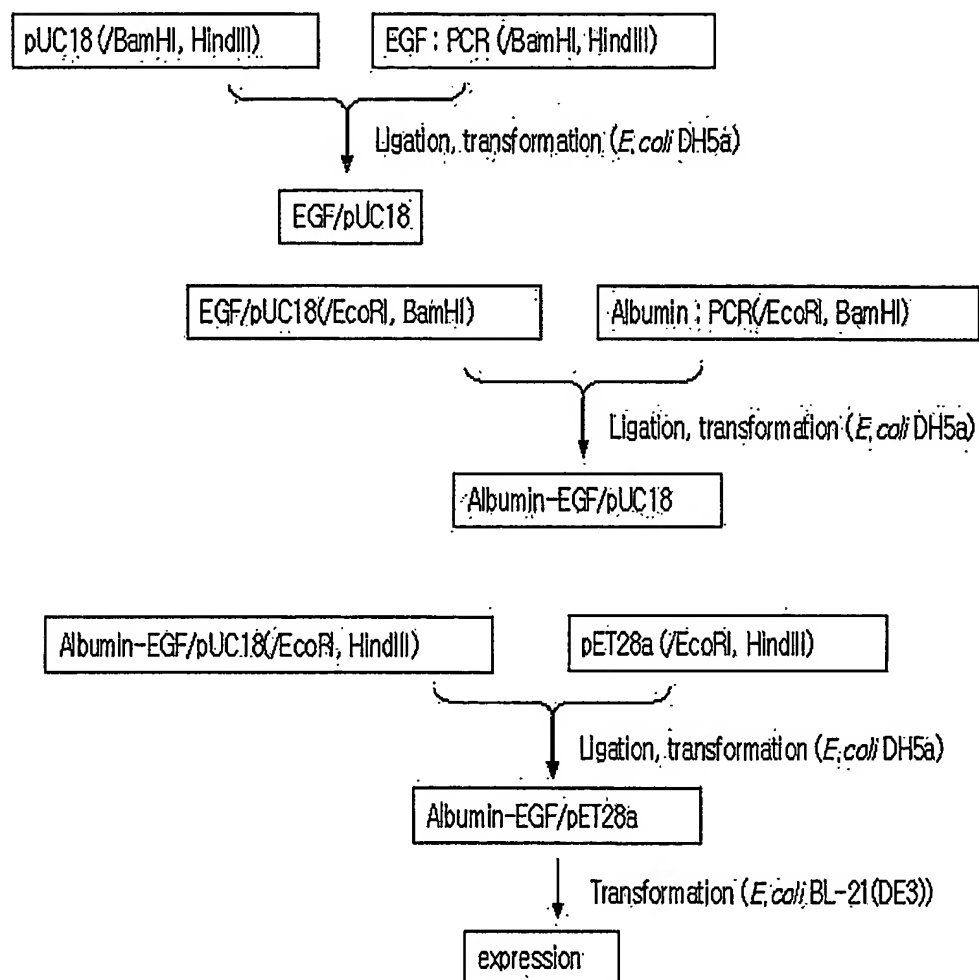 pUC18 (/BamHI, HindIII)
EGF : PCR (/BamHI, HindIII)
Ligation, transformation (E.coli DH5a)
EGF/pUC18
EGF/pUC18(/EcoRI, BamHI)
Albumin : PCR(/EcoRI, BamHI)
Ligation, transformation (E.coli DH5a)
Albumin-EGF/pUC18
Albumin-EGF/pUC18(/EcoRI, HindIII)
pET28a (/EcoRI, HindIII)
Ligation, transformation (E.coli DH5a)
Albumin-EGF/pET28a
Transformation (E.coli BL-21(DE3))
expression